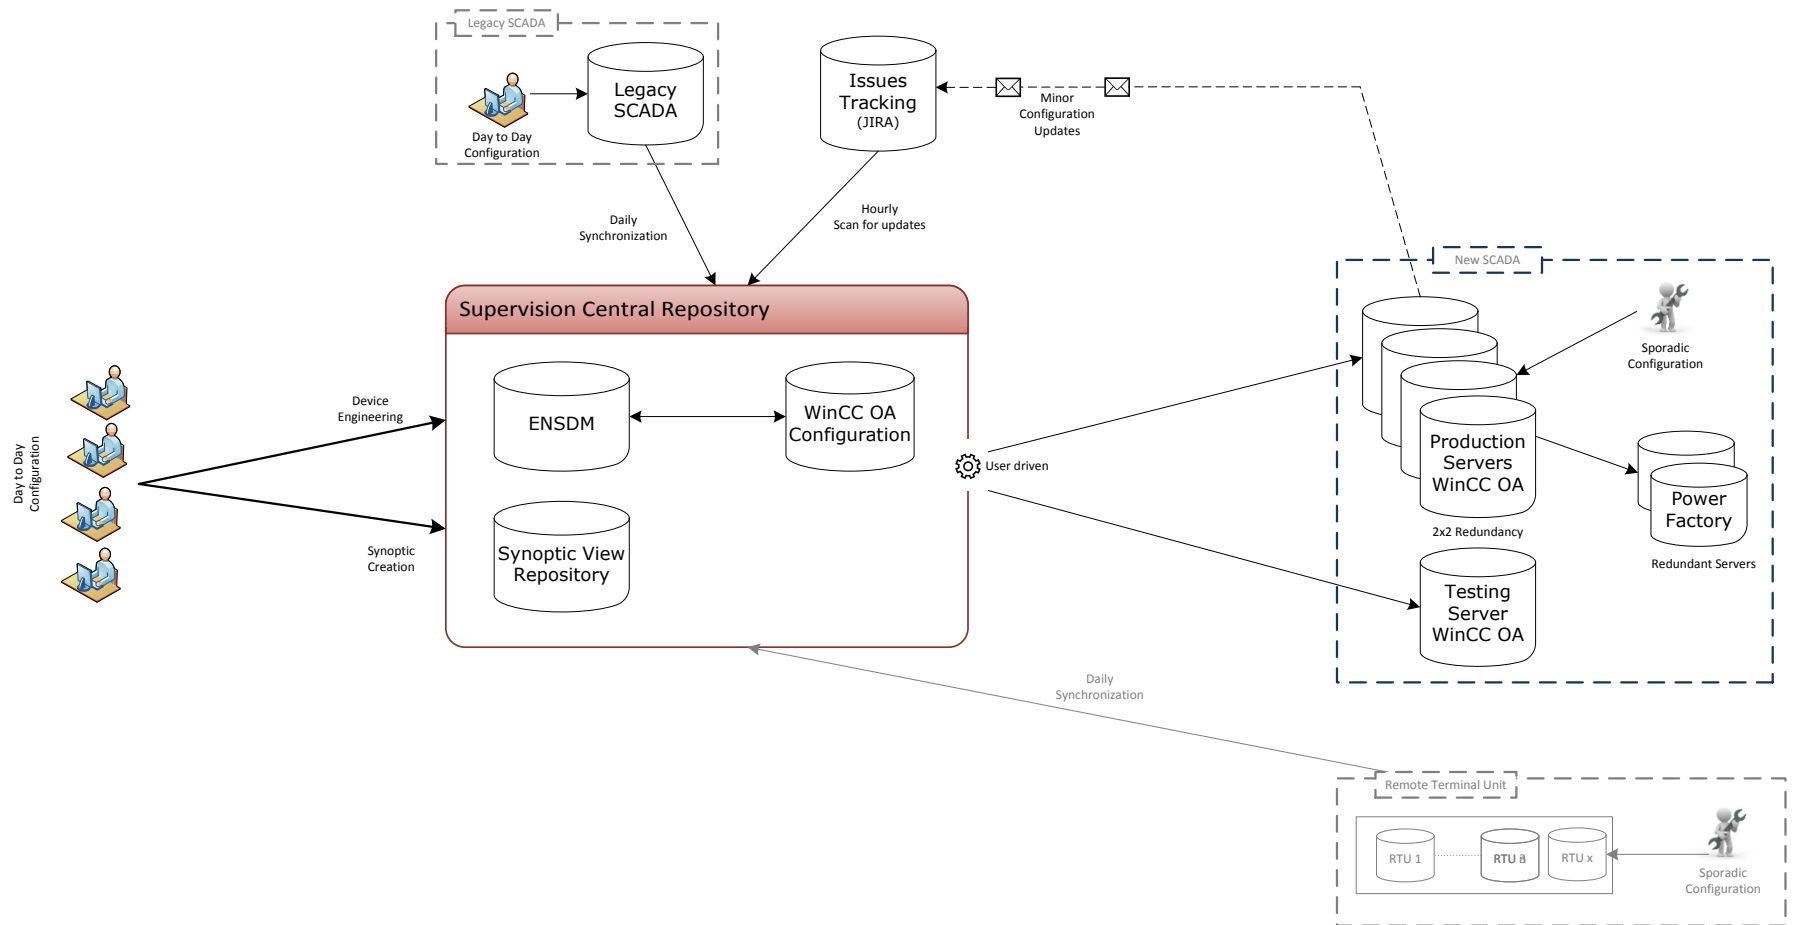 Legacy SCADA
Legacy
SCADA
Day to Day
Configuration
Issues
Tracking
(JIRA)
Minor
Configuration
Updates
Daily
Synchronization
Hourly
Scan for updates
New SCADA
Supervision Central Repository
Sporadic
Configuration
Device
Engineering
ENSDM
WinCC OA
Configuration
Day to Day
Configuration
User driven
Production
Servers
WinCC OA
2x2 Redundancy
Power
Factory
Redundant Servers
Synoptic
Creation
Synoptic View
Repository
Testing
Server
WinCC OA
Daily
Synchronization
Remote Terminal Unit
RTU 1
RTU
RTU x
Sporadic
Configuration